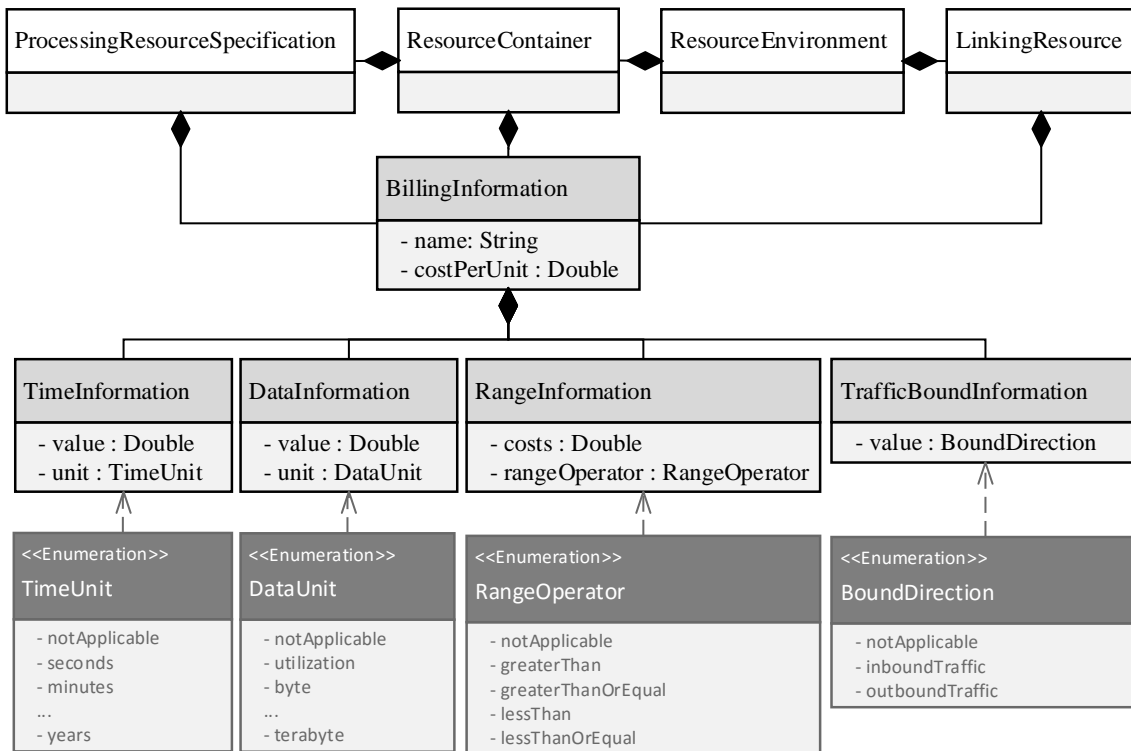 ProcessingResourceSpecification
ResourceContainer
ResourceEnvironment
LinkingResource
BillingInformation
- name: String
- costPerUnit : Double
TimeInformation
- value : Double
- unit : TimeUnit
DataInformation
- value : Double
- unit : DataUnit
RangeInformation
- costs : Double
- rangeOperator : RangeOperator
TrafficBoundInformation
- value : BoundDirection
<<Enumeration>>
TimeUnit
- notApplicable
- seconds
- minutes
...
- years
<<Enumeration>>
DataUnit
- notApplicable
- utilization
- byte
...
- terabyte
<<Enumeration>>
RangeOperator
- notApplicable
- greaterThan
- greaterThanOrEqual
- lessThan
- lessThanOrEqual
<<Enumeration>>
BoundDirection
- notApplicable
- inboundTraffic
- outboundTraffic